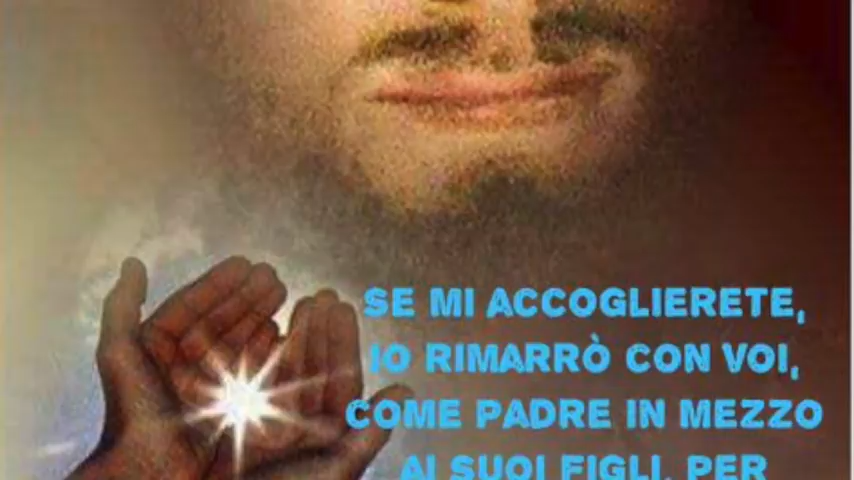 SE MI ACCOGLIERETE,
IO RIMARRÒ CON VOI,
COME PADRE IN MEZZO
AI SUOI FIGLI, PER